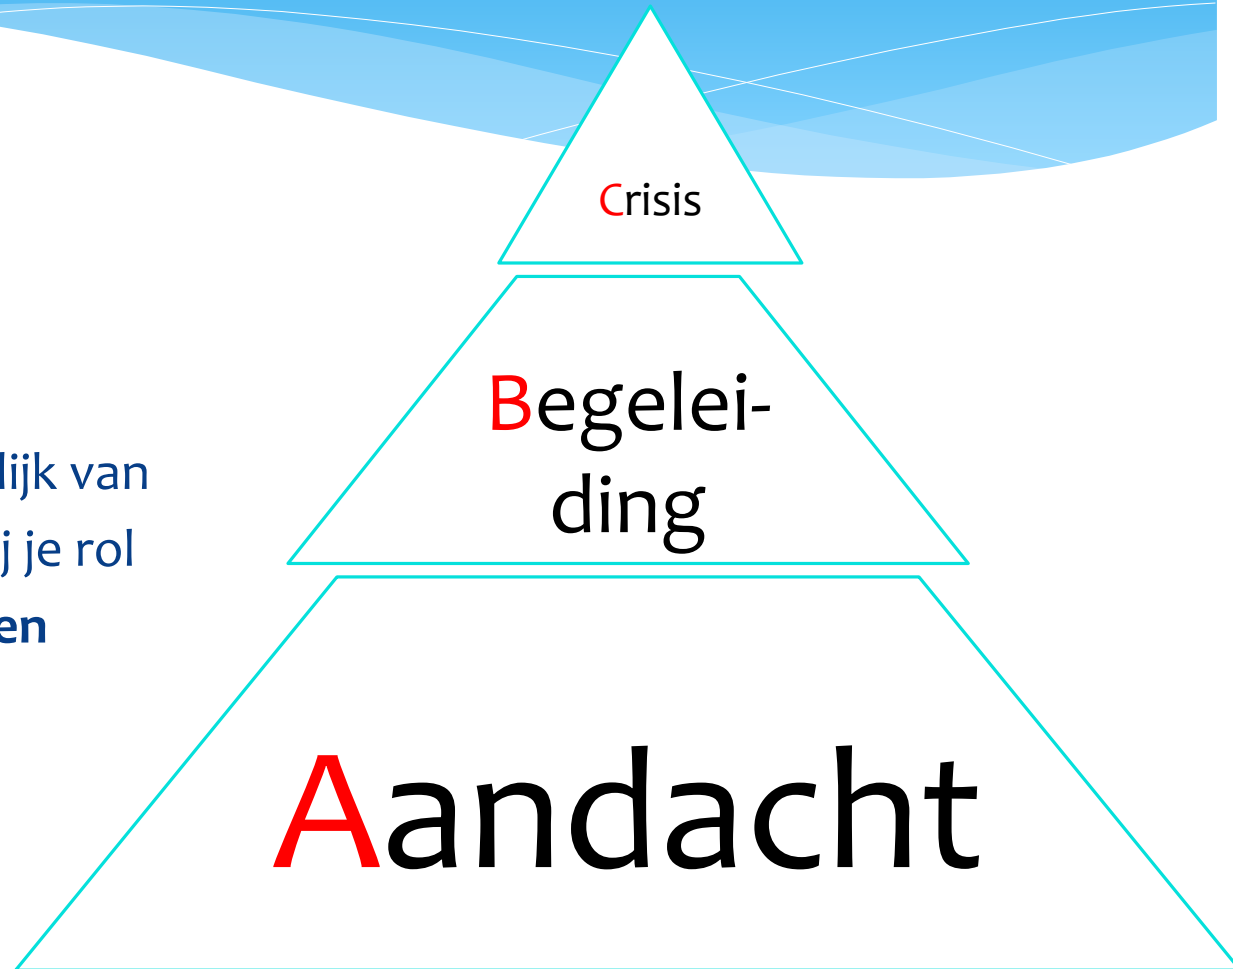 Crisis
Begelei-
ding
lijk van
j je rol
en
Aandacht